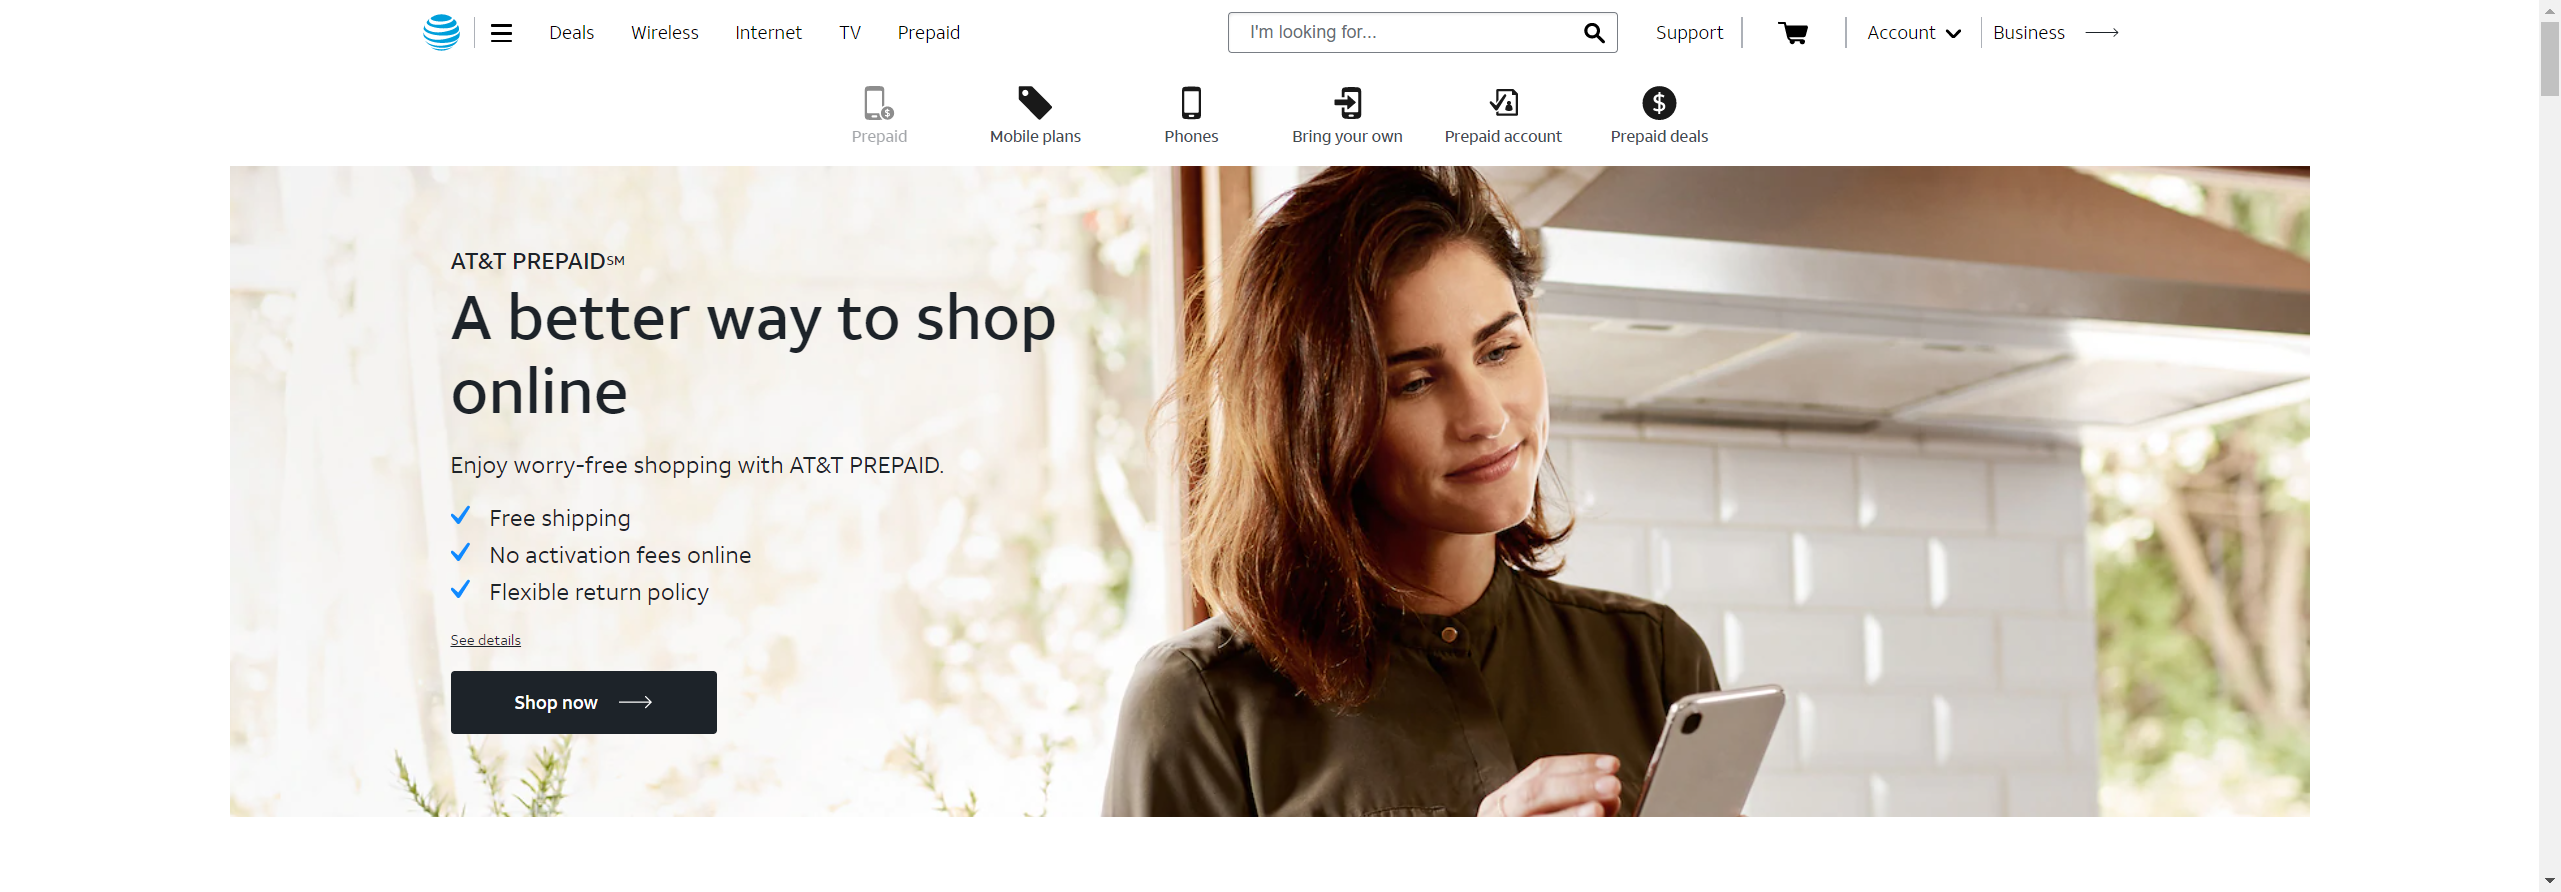 Deals Wireless Internet TV Prepaid I'm looking for... Support Account Business
Prepaid Mobile plans Phones Bring your own Prepaid account Prepaid deals
AT&T PREPAID℠
A better way to shop
online
Enjoy worry-free shopping with AT&T PREPAID.
Free shipping
No activation fees online
Flexible return policy
See details
Shop now